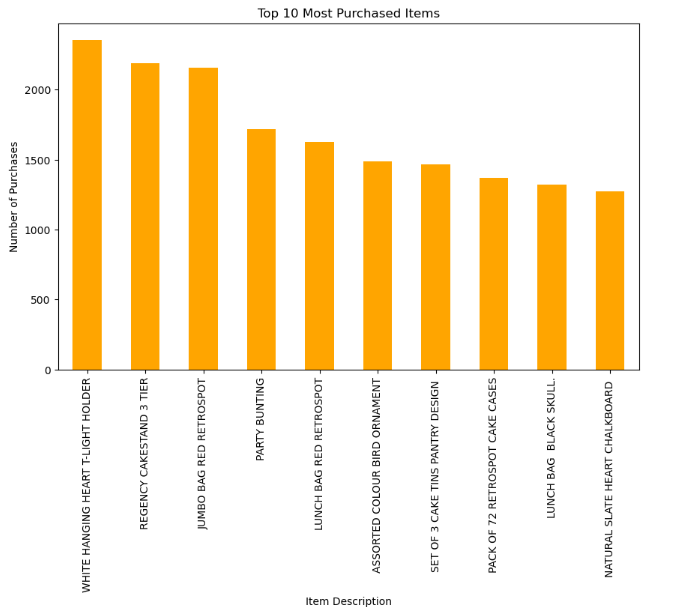 Top 10 Most Purchased Items
Number of Purchases
2000
1500
1000
500
0
WHITE HANGING HEART T-LIGHT HOLDER
REGENCY CAKESTAND 3 TIER
JUMBO BAG RED RETROSPOT
PARTY BUNTING
LUNCH BAG RED RETROSPOT
ASSORTED COLOUR BIRD ORNAMENT
SET OF 3 CAKE TINS PANTRY DESIGN
PACK OF 72 RETROSPOT CAKE CASES
LUNCH BAG  BLACK SKULL.
NATURAL SLATE HEART CHALKBOARD
Item Description